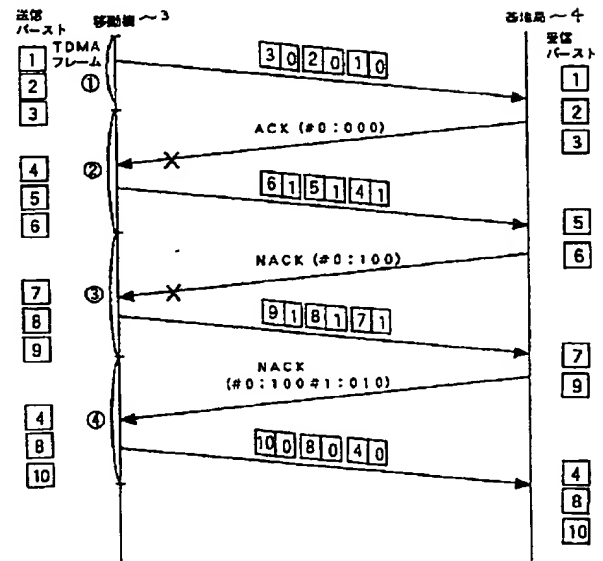 送信
バースト
移動機～3
基地局～4
受信
バースト
TDMA
フレーム
1
2
3
①
3 0 2 0 1 0
1
2
3
ACK (#0:000)
×
4
5
6
②
6 1 5 1 4 1
5
6
NACK (#0:100)
×
7
8
9
③
9 1 8 1 7 1
7
9
NACK
(#0:100#1:010)
4
8
10
④
10 0 8 0 4 0
4
8
10